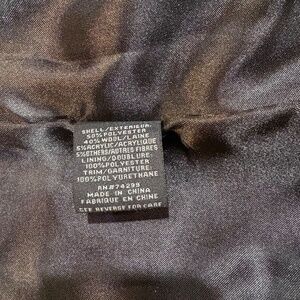 SHELL/EXTERIEUR:
50% POLYESTER
40% WOOL/LAINE
5% ACRYLIC/ACRYLIQUE
5% OTHERS/AUTRES FIBRES
LINING/DOUBLURE:
100% POLYESTER
TRIM/GARNITURE:
100% POLYURETHANE
RN#74299
MADE IN CHINA
FABRIQUE EN CHINE
SEE REVERSE FOR CARE